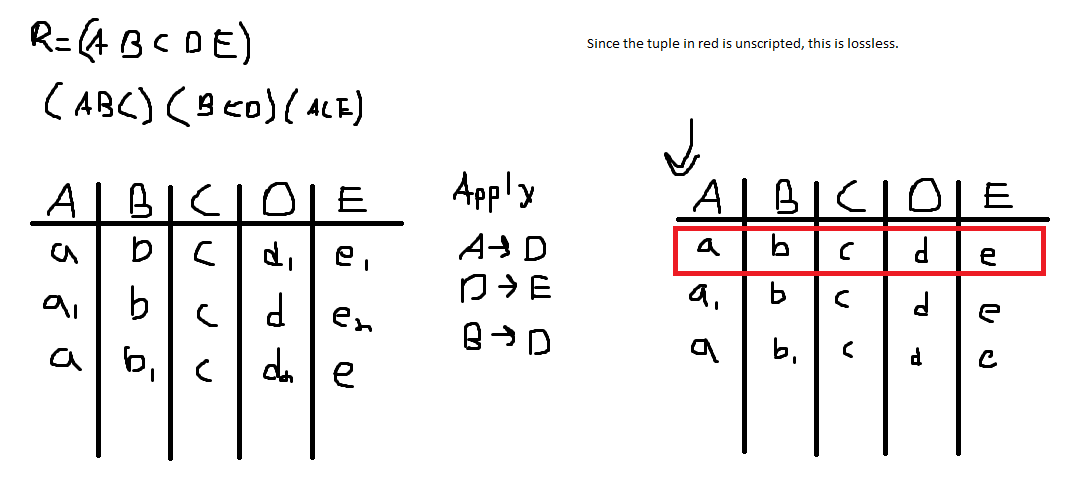 R=(A B C D E)
Since the tuple in red is unscripted, this is lossless.
(ABC) (BCD) (ACE)
A B C D E
a b c d1 e1
a1 b c d e2
a b1 c d2 e
Apply
A→D
D→E
B→D
A B C D E
a b c d e
a1 b c d e
a b1 c d e